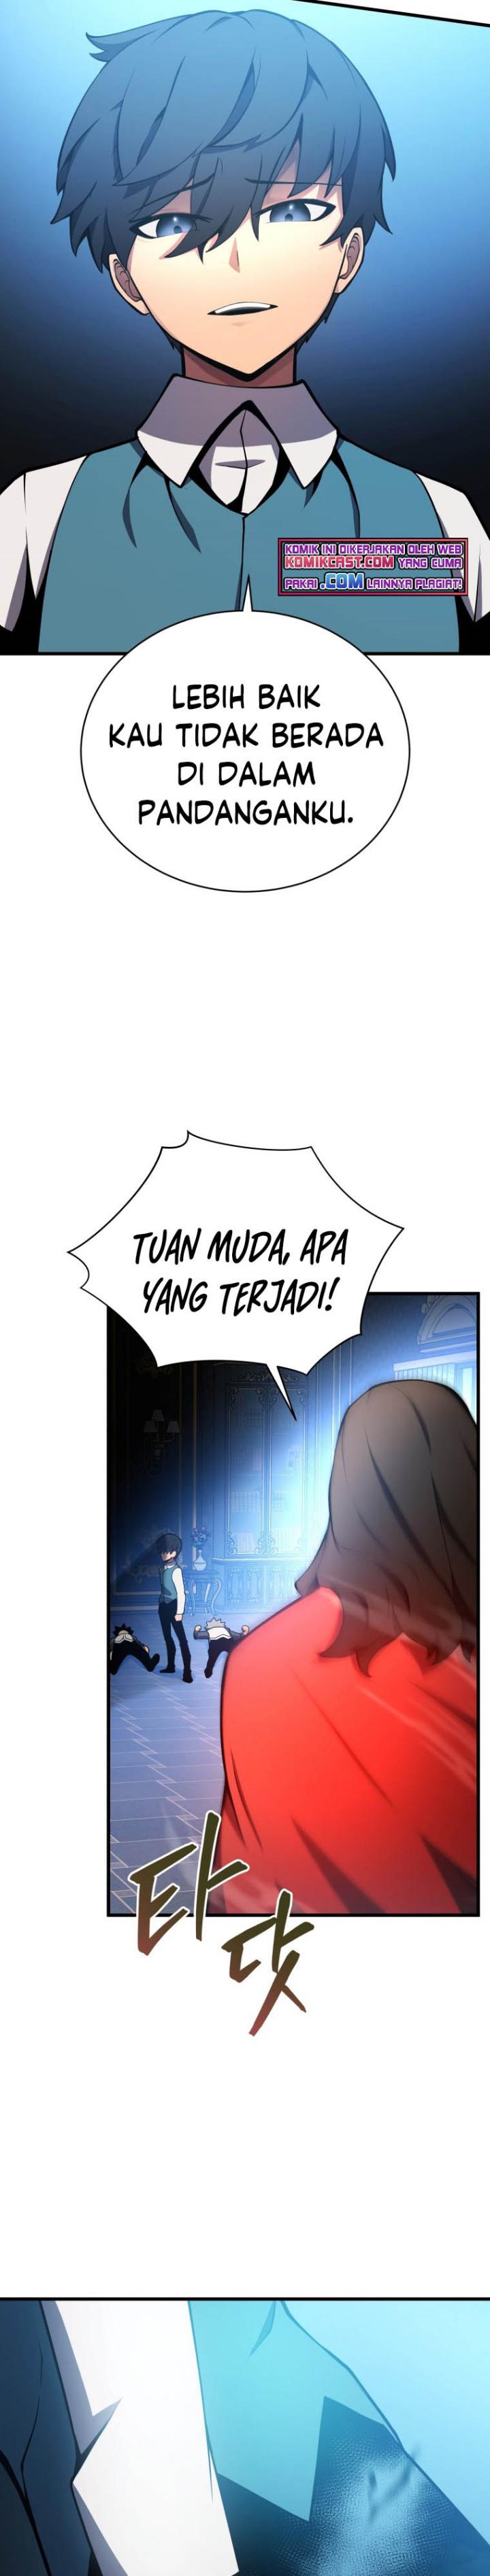 KOMIK INI DIKERJAKAN OLEH WEB
KOMIKCAST.COM YANG CUMA
PAKAI .COM LAINNYA PLAGIAT!
LEBIH BAIK
KAU TIDAK BERADA
DI DALAM
PANDANGANKU.
TUAN MUDA, APA
YANG TERJADI!
타
닷